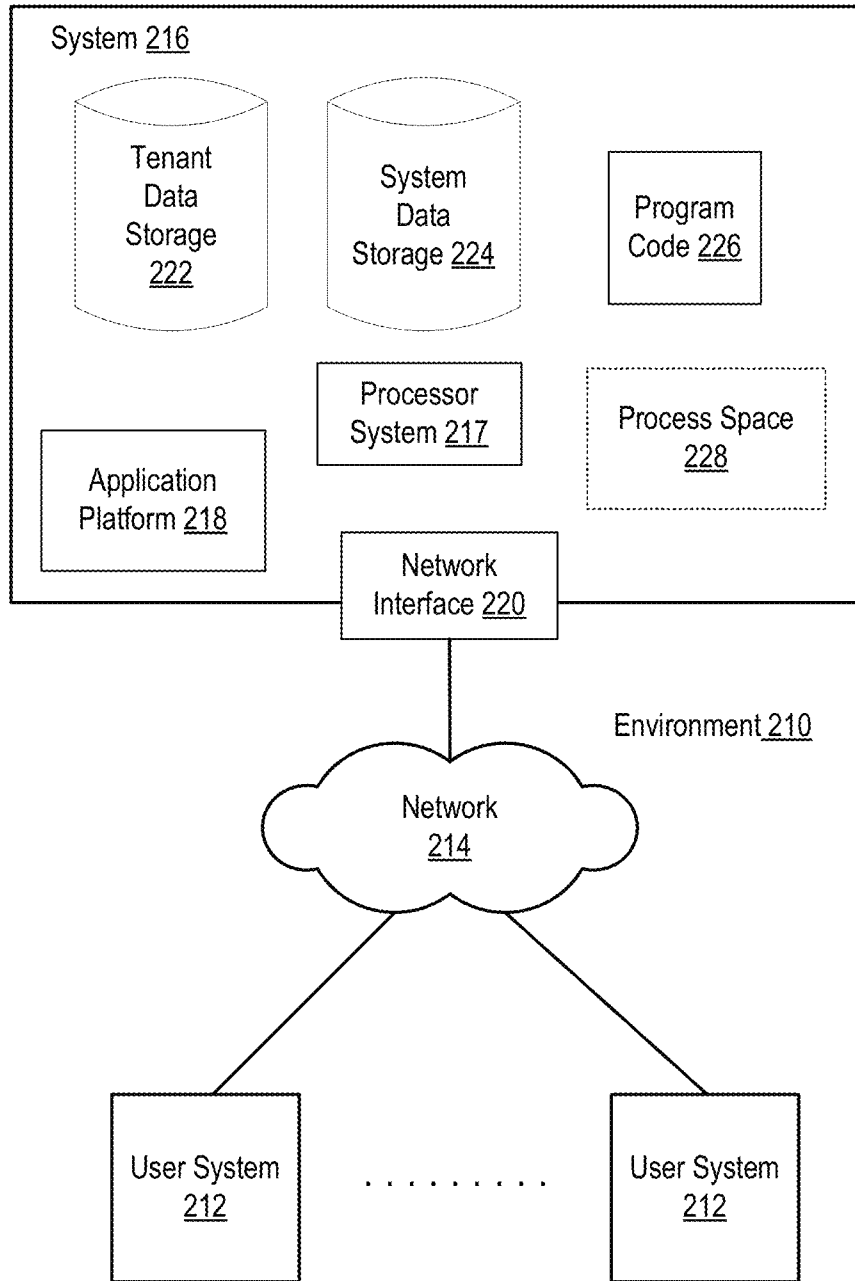 System 216
Tenant
Data
Storage
222
System
Data
Storage 224
Program
Code 226
Processor
System 217
Process Space
228
Application
Platform 218
Network
Interface 220
Environment 210
Network
214
User System
212
. . . . . . . . .
User System
212